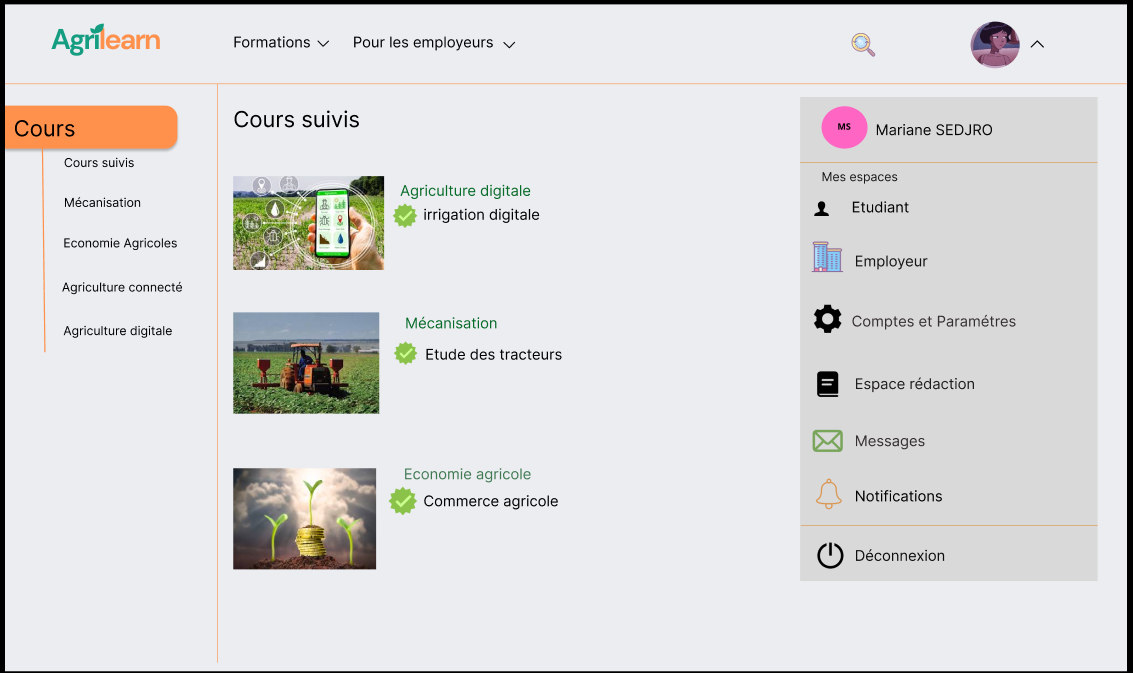 Agrilearn
Formations
Pour les employeurs
Cours
Cours suivis
Mécanisation
Economie Agricoles
Agriculture connecté
Agriculture digitale
Cours suivis
Agriculture digitale
irrigation digitale
Mécanisation
Etude des tracteurs
Economie agricole
Commerce agricole
MS
Mariane SEDJRO
Mes espaces
Etudiant
Employeur
Comptes et Paramétres
Espace rédaction
Messages
Notifications
Déconnexion